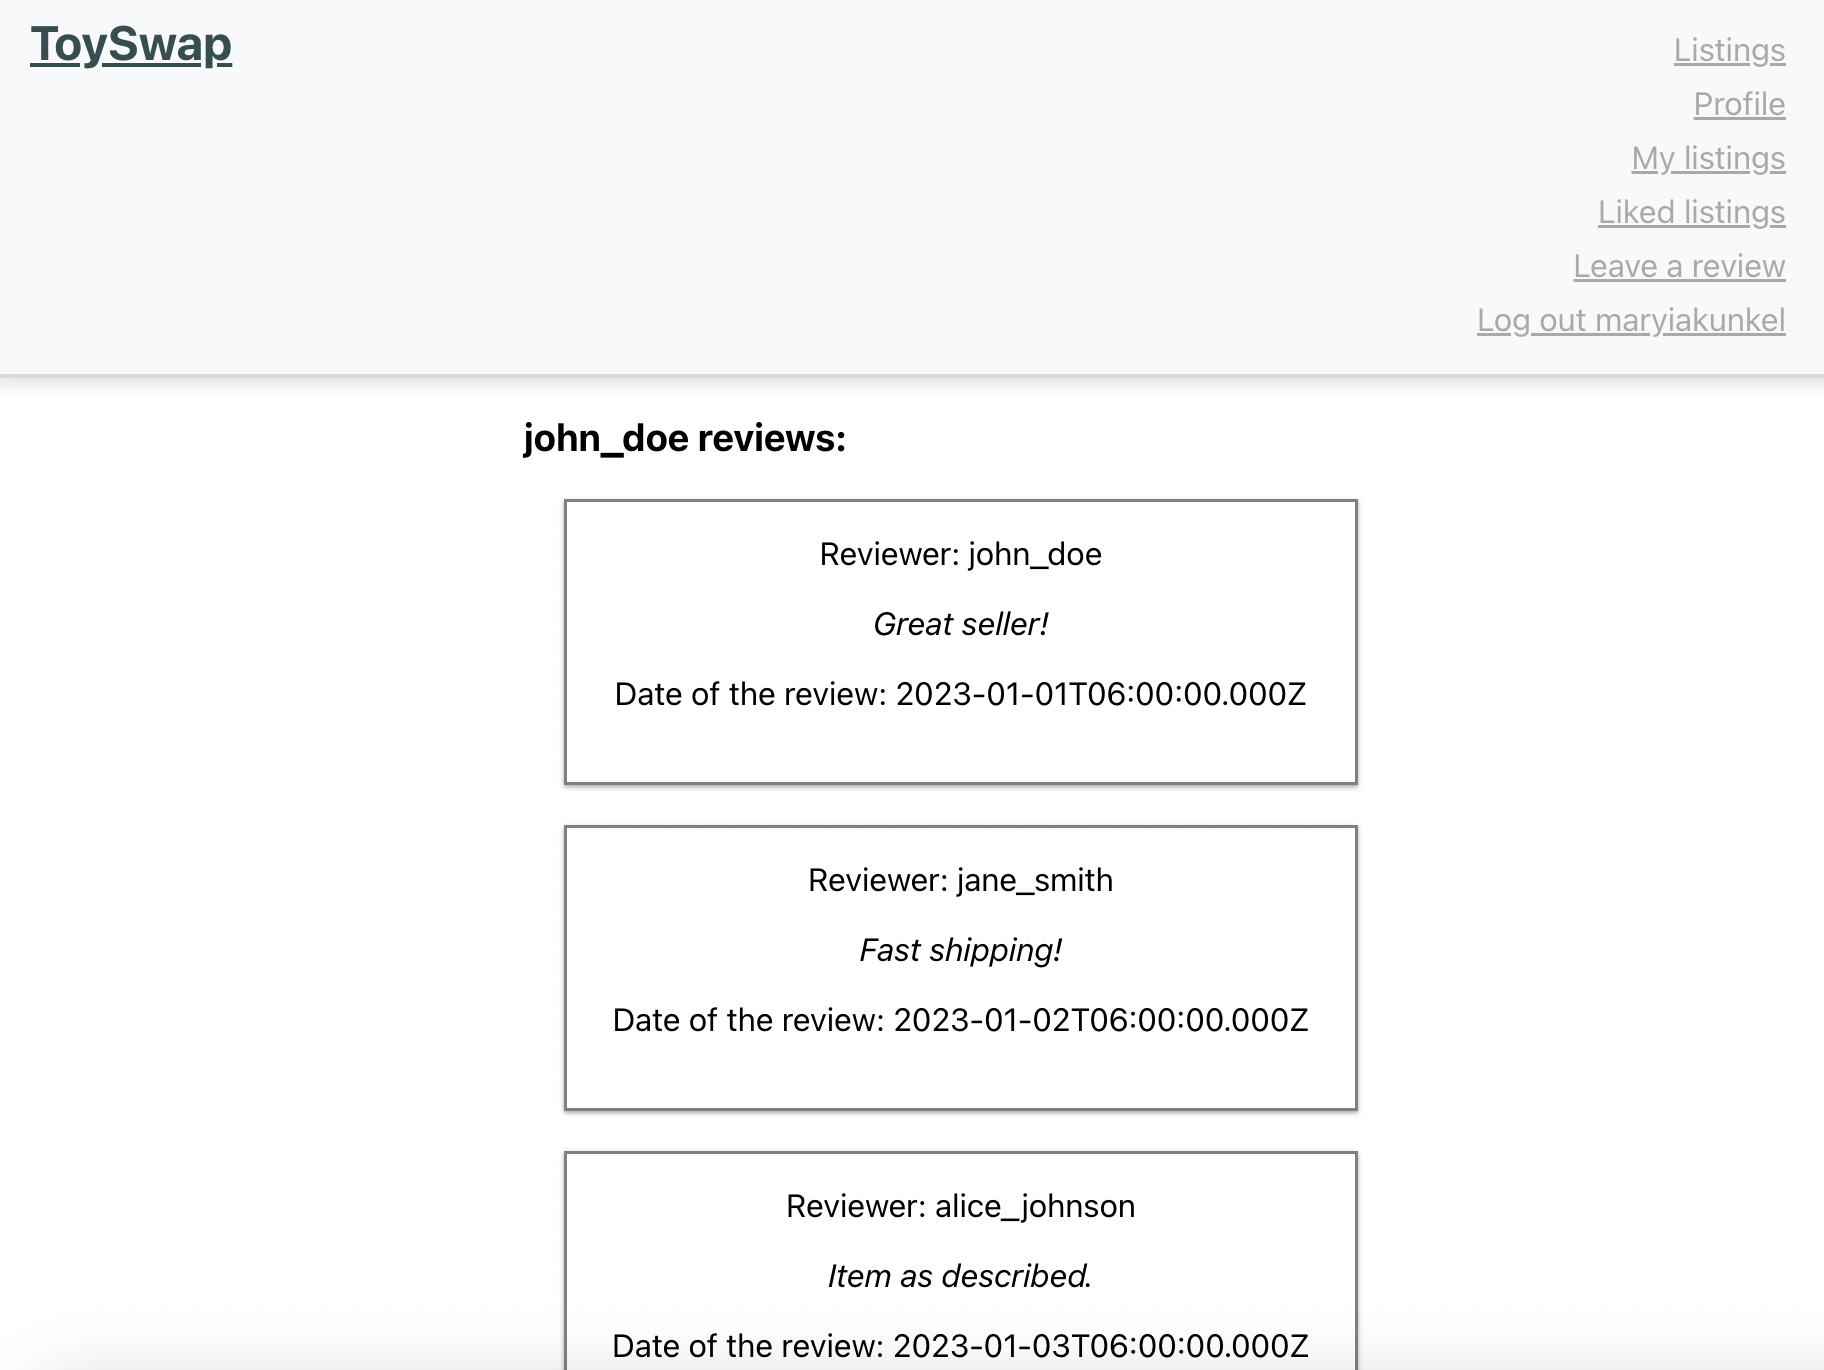 ToySwap
Listings
Profile
My listings
Liked listings
Leave a review
Log out maryiakunkel
john_doe reviews:
Reviewer: john_doe
Great seller!
Date of the review: 2023-01-01T06:00:00.000Z
Reviewer: jane_smith
Fast shipping!
Date of the review: 2023-01-02T06:00:00.000Z
Reviewer: alice_johnson
Item as described.
Date of the review: 2023-01-03T06:00:00.000Z